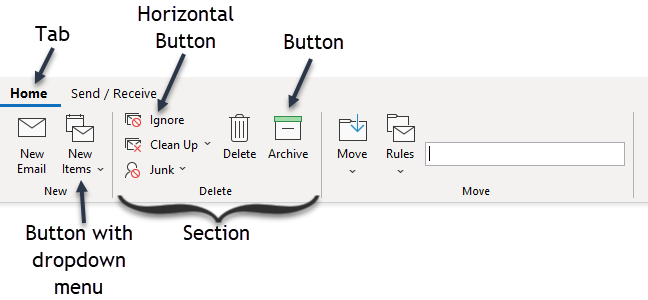 Horizontal
Button
Tab
Button
Home
Send / Receive
Ignore
Clean Up
Junk
New
Email
New
Items
Delete
Archive
Move
Rules
New
Delete
Move
Button with
dropdown
menu
Section